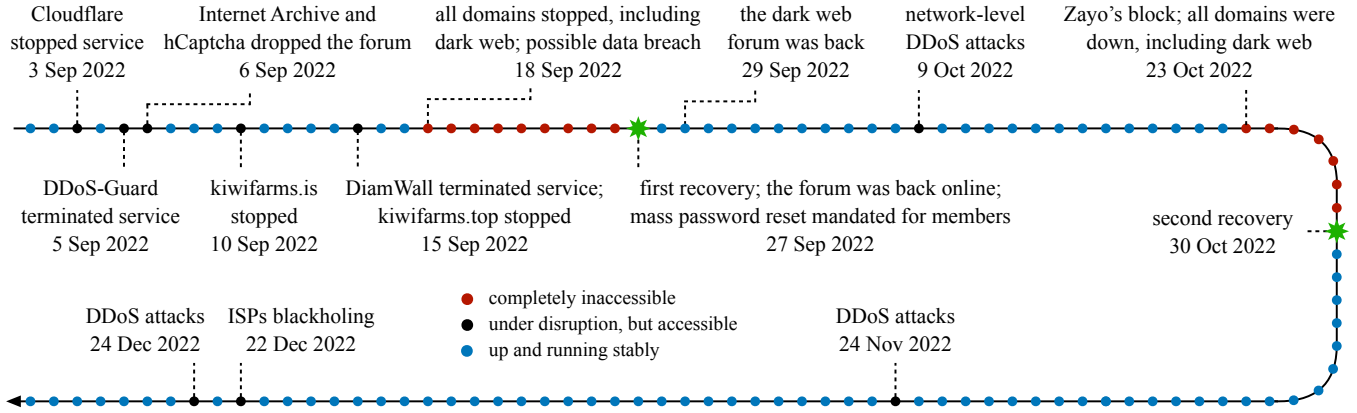 Cloudflare
stopped service
3 Sep 2022
Internet Archive and
hCaptcha dropped the forum
6 Sep 2022
all domains stopped, including
dark web; possible data breach
18 Sep 2022
the dark web
forum was back
29 Sep 2022
network-level
DDoS attacks
9 Oct 2022
Zayo’s block; all domains were
down, including dark web
23 Oct 2022
DDoS-Guard
terminated service
5 Sep 2022
kiwifarms.is
stopped
10 Sep 2022
DiamWall terminated service;
kiwifarms.top stopped
15 Sep 2022
first recovery; the forum was back online;
mass password reset mandated for members
27 Sep 2022
second recovery
30 Oct 2022
DDoS attacks
24 Dec 2022
ISPs blackholing
22 Dec 2022
completely inaccessible
under disruption, but accessible
up and running stably
DDoS attacks
24 Nov 2022